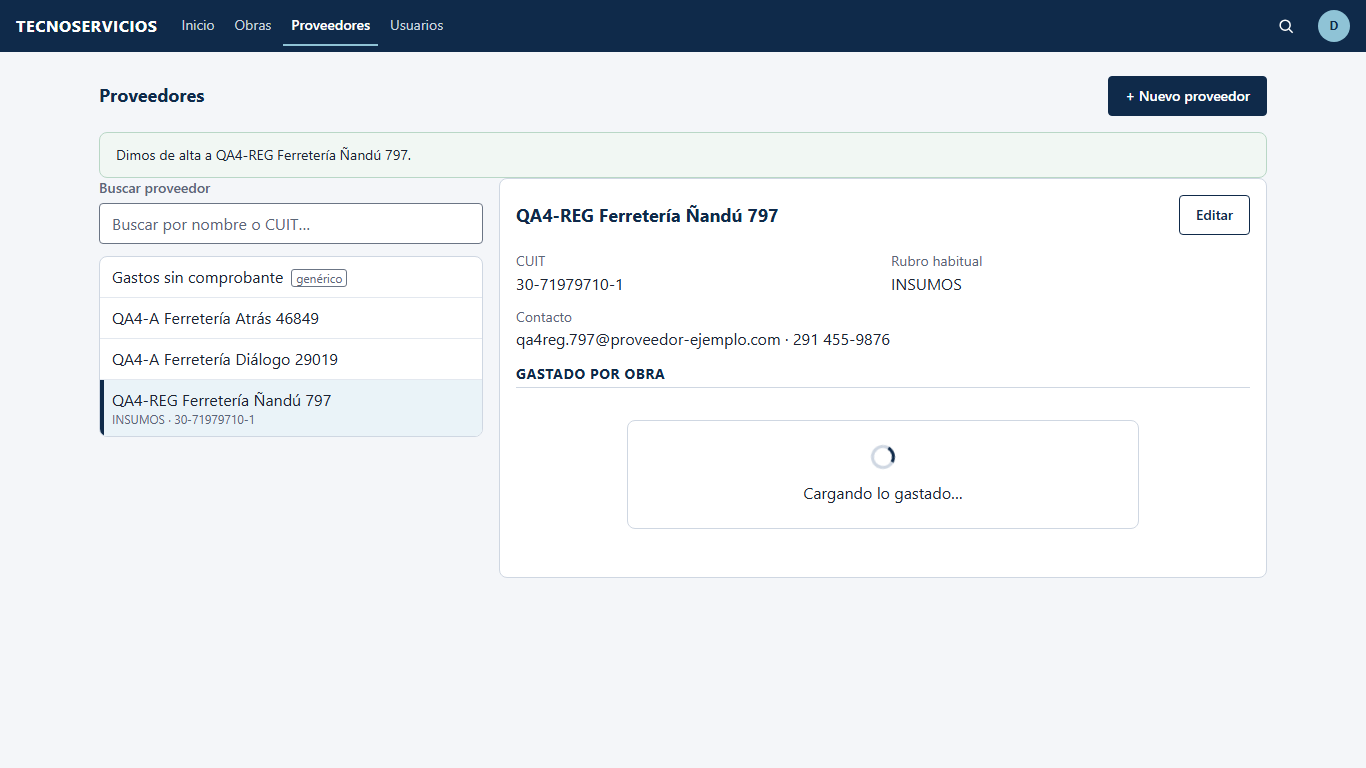 TECNOSERVICIOS Inicio Obras Proveedores Usuarios D
Proveedores
+ Nuevo proveedor
Dimos de alta a QA4-REG Ferretería Ñandú 797.
Buscar proveedor
Buscar por nombre o CUIT...
Gastos sin comprobante genérico
QA4-A Ferretería Atrás 46849
QA4-A Ferretería Diálogo 29019
QA4-REG Ferretería Ñandú 797
INSUMOS · 30-71979710-1
QA4-REG Ferretería Ñandú 797
Editar
CUIT
30-71979710-1
Rubro habitual
INSUMOS
Contacto
qa4reg.797@proveedor-ejemplo.com · 291 455-9876
GASTADO POR OBRA
Cargando lo gastado...